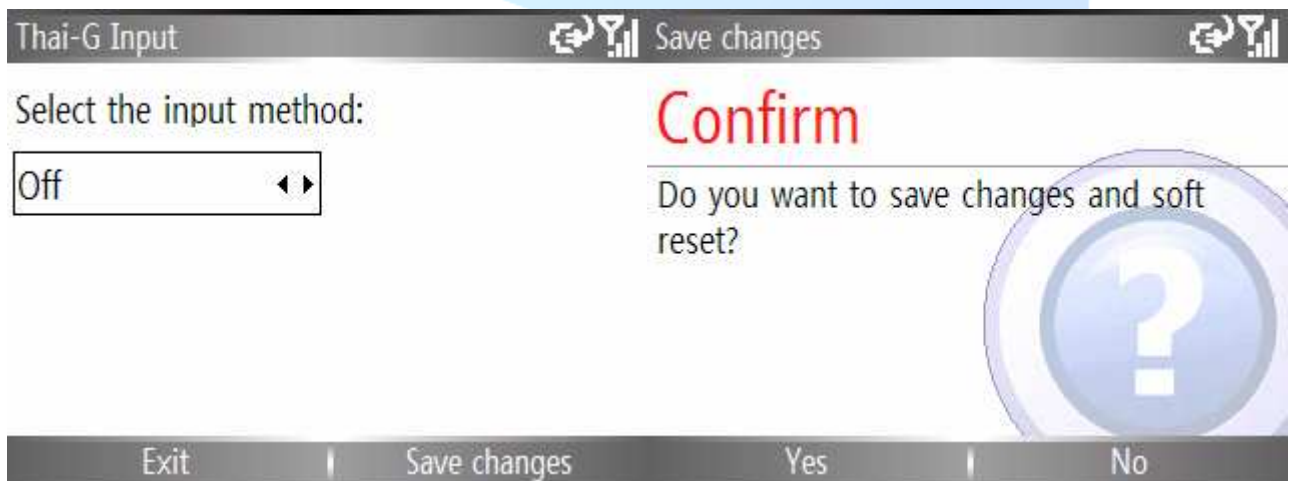 Thai-G Input
Select the input method:
Off
Exit
Save changes
Save changes
Confirm
Do you want to save changes and soft
reset?
Yes
No